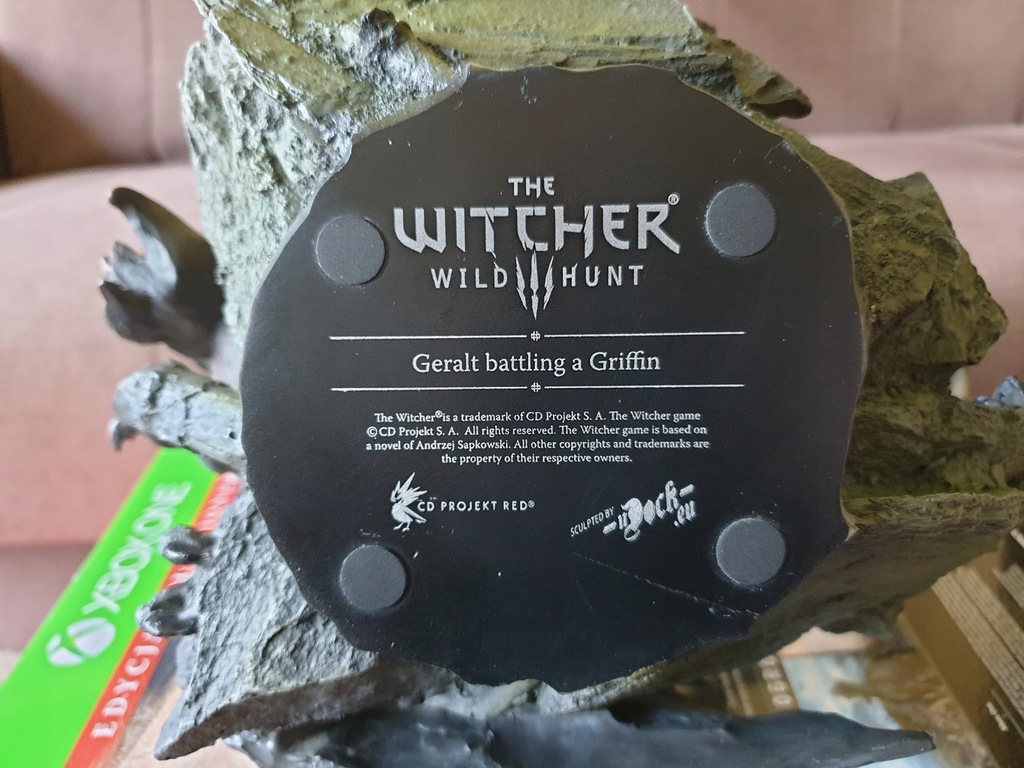 THE
WITCHER®
WILD HUNT
Geralt battling a Griffin
The Witcher® is a trademark of CD Projekt S. A. The Witcher game
© CD Projekt S. A. All rights reserved. The Witcher game is based on
a novel of Andrzej Sapkowski. All other copyrights and trademarks are
the property of their respective owners.
CD PROJEKT RED®
SCULPTED BY
XBOX ONE